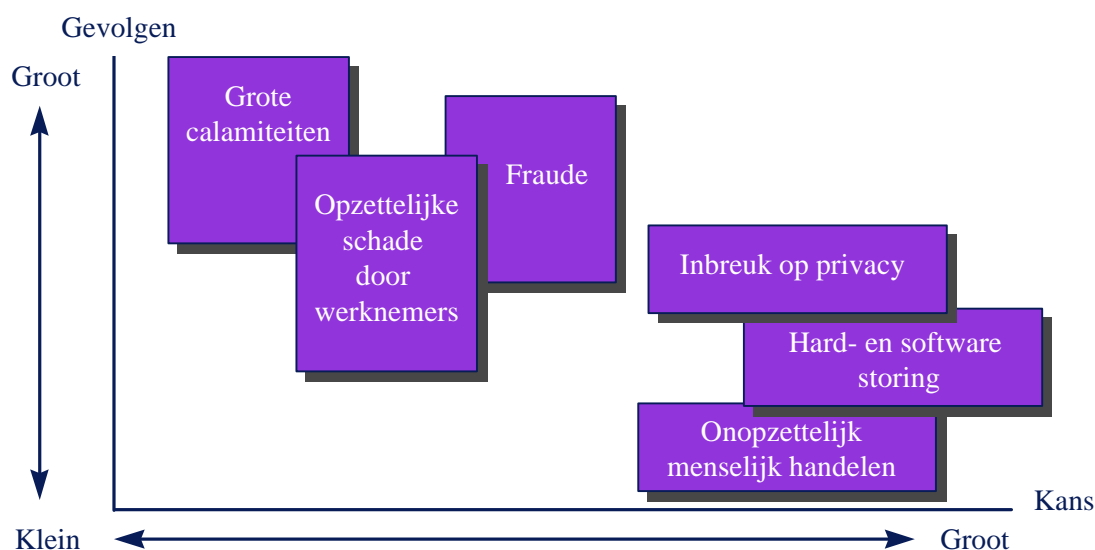 Gevolgen
Groot
Grote
calamiteiten
Fraude
Opzettelijke
schade
door
werknemers
Inbreuk op privacy
Hard- en software
storing
Onopzettelijk
menselijk handelen
Kans
Klein
Groot